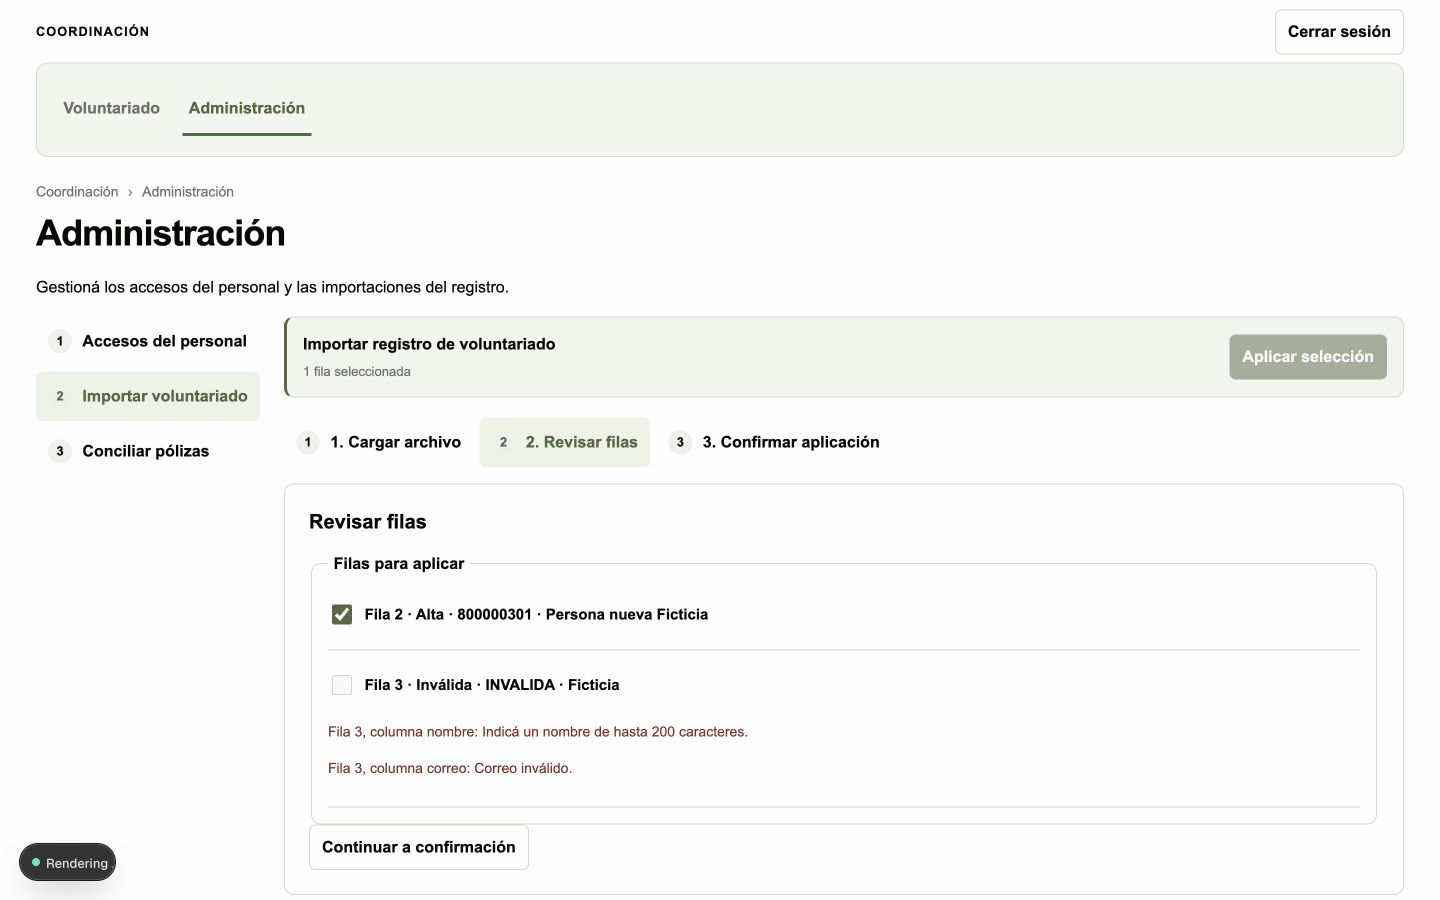 COORDINACIÓN
Cerrar sesión
Voluntariado
Administración
Coordinación › Administración
Administración
Gestioná los accesos del personal y las importaciones del registro.
1 Accesos del personal
2 Importar voluntariado
3 Conciliar pólizas
Importar registro de voluntariado
1 fila seleccionada
Aplicar selección
1 1. Cargar archivo
2 2. Revisar filas
3 3. Confirmar aplicación
Revisar filas
Filas para aplicar
Fila 2 · Alta · 800000301 · Persona nueva Ficticia
Fila 3 · Inválida · INVALIDA · Ficticia
Fila 3, columna nombre: Indicá un nombre de hasta 200 caracteres.
Fila 3, columna correo: Correo inválido.
Continuar a confirmación
Rendering